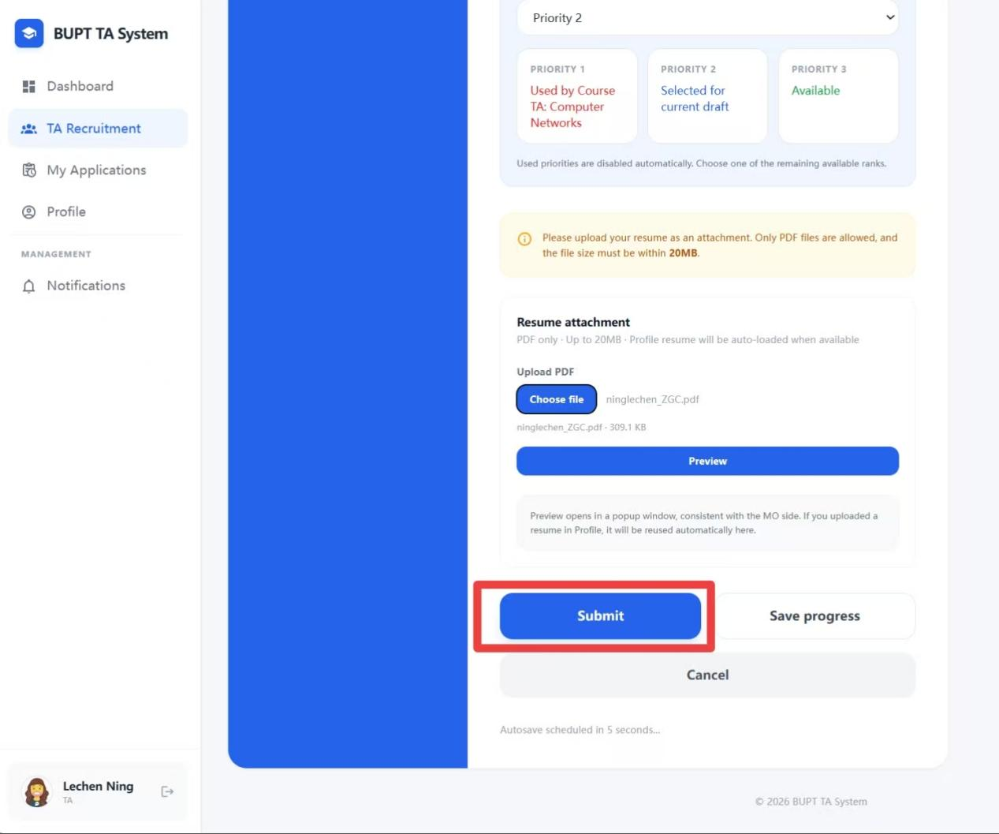 BUPT TA System
Dashboard
TA Recruitment
My Applications
Profile
MANAGEMENT
Notifications
Lechen Ning
TA
Priority 2
PRIORITY 1
Used by Course
TA: Computer
Networks
PRIORITY 2
Selected for
current draft
PRIORITY 3
Available
Used priorities are disabled automatically. Choose one of the remaining available ranks.
Please upload your resume as an attachment. Only PDF files are allowed, and
the file size must be within 20MB.
Resume attachment
PDF only · Up to 20MB · Profile resume will be auto-loaded when available
Upload PDF
Choose file ninglechen_ZGC.pdf
ninglechen_ZGC.pdf · 309.1 KB
Preview
Preview opens in a popup window, consistent with the MO side. If you uploaded a
resume in Profile, it will be reused automatically here.
Submit
Save progress
Cancel
Autosave scheduled in 5 seconds...
© 2026 BUPT TA System